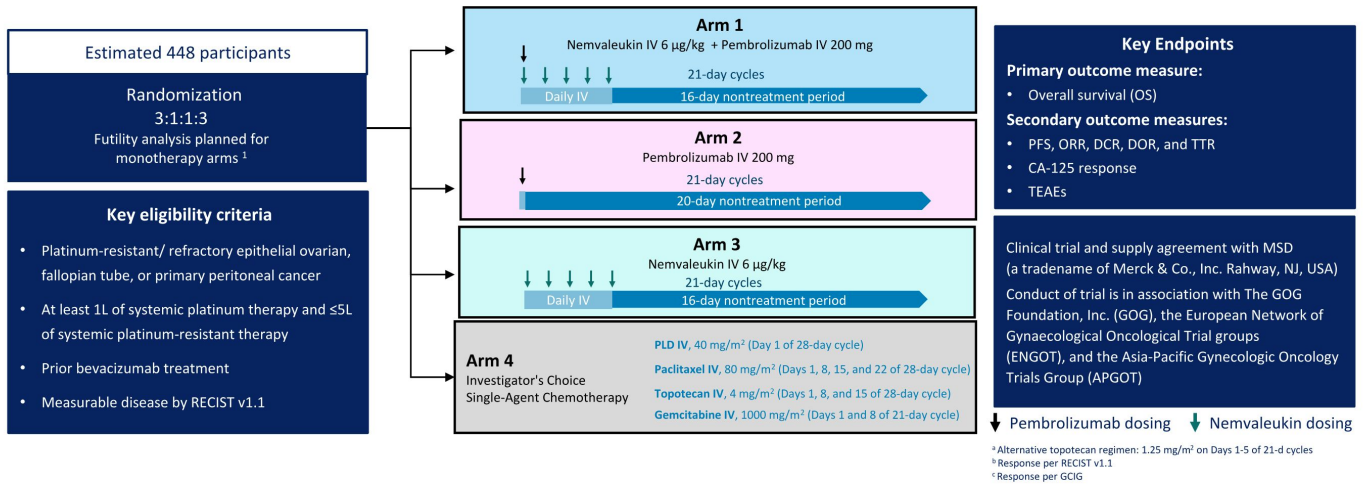 Estimated 448 participants
Randomization
3:1:1:3
Futility analysis planned for
monotherapy arms ¹
Key eligibility criteria
• Platinum-resistant/ refractory epithelial ovarian,
fallopian tube, or primary peritoneal cancer
• At least 1L of systemic platinum therapy and ≤5L
of systemic platinum-resistant therapy
• Prior bevacizumab treatment
• Measurable disease by RECIST v1.1
Arm 1
Nemvaleukin IV 6 µg/kg + Pembrolizumab IV 200 mg
21-day cycles
Daily IV
16-day nontreatment period
Arm 2
Pembrolizumab IV 200 mg
21-day cycles
20-day nontreatment period
Arm 3
Nemvaleukin IV 6 µg/kg
21-day cycles
Daily IV
16-day nontreatment period
Arm 4
Investigator's Choice
Single-Agent Chemotherapy
PLD IV, 40 mg/m² (Day 1 of 28-day cycle)
Paclitaxel IV, 80 mg/m² (Days 1, 8, 15, and 22 of 28-day cycle)
Topotecan IV, 4 mg/m² (Days 1, 8, and 15 of 28-day cycle)
Gemcitabine IV, 1000 mg/m² (Days 1 and 8 of 21-day cycle)
Key Endpoints
Primary outcome measure:
• Overall survival (OS)
Secondary outcome measures:
• PFS, ORR, DCR, DOR, and TTR
• CA-125 response
• TEAEs
Clinical trial and supply agreement with MSD
(a tradename of Merck & Co., Inc. Rahway, NJ, USA)
Conduct of trial is in association with The GOG
Foundation, Inc. (GOG), the European Network of
Gynaecological Oncological Trial groups
(ENGOT), and the Asia-Pacific Gynecologic Oncology
Trials Group (APGOT)
Pembrolizumab dosing
Nemvaleukin dosing
ᵃ Alternative topotecan regimen: 1.25 mg/m² on Days 1-5 of 21-d cycles
ᵇ Response per RECIST v1.1
ᶜ Response per GCIG